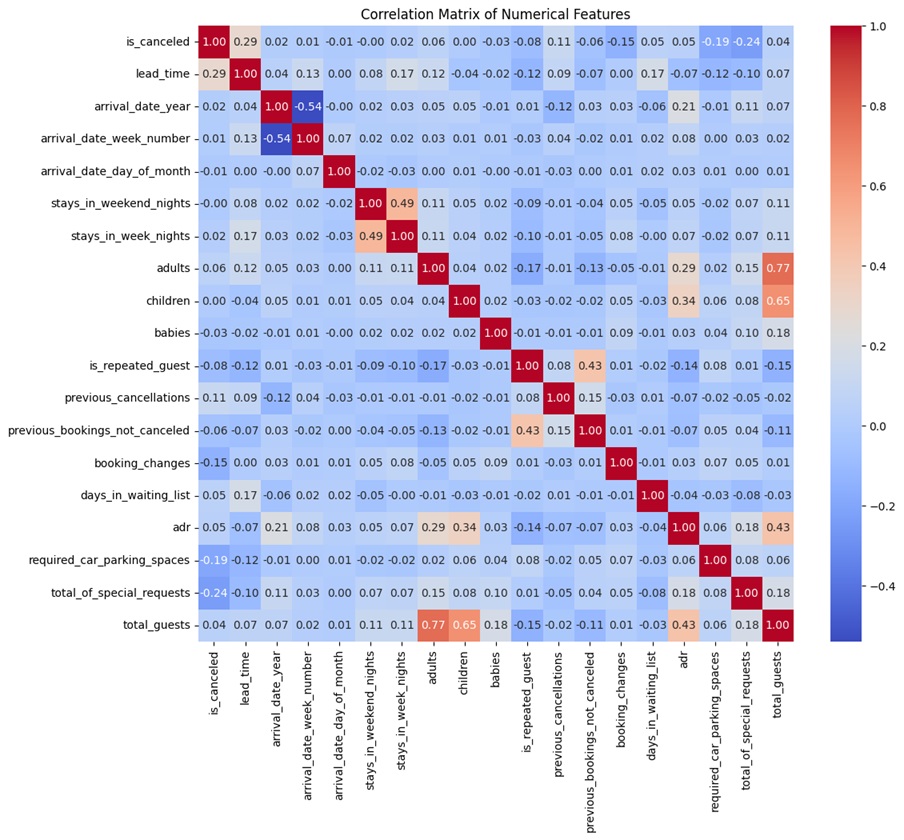 Correlation Matrix of Numerical Features
is_canceled 1.00 0.29 0.02 0.01 -0.01 -0.00 0.02 0.06 0.00 -0.03 -0.08 0.11 -0.06 -0.15 0.05 0.05 -0.19 -0.24 0.04
lead_time 0.29 1.00 0.04 0.13 0.00 0.08 0.17 0.12 -0.04 -0.02 -0.12 0.09 -0.07 0.00 0.17 -0.07 -0.12 -0.10 0.07
arrival_date_year 0.02 0.04 1.00 -0.54 -0.00 0.02 0.03 0.05 0.05 -0.01 0.01 -0.12 0.03 0.03 -0.06 0.21 -0.01 0.11 0.07
arrival_date_week_number 0.01 0.13 -0.54 1.00 0.07 0.02 0.02 0.03 0.01 0.01 -0.03 0.04 -0.02 0.01 0.02 0.08 0.00 0.03 0.02
arrival_date_day_of_month -0.01 0.00 -0.00 0.07 1.00 -0.02 -0.03 0.00 0.01 -0.00 -0.01 -0.03 0.00 0.01 0.02 0.03 0.01 0.00 0.01
stays_in_weekend_nights -0.00 0.08 0.02 0.02 -0.02 1.00 0.49 0.11 0.05 0.02 -0.09 -0.01 -0.04 0.05 -0.05 0.05 -0.02 0.07 0.11
stays_in_week_nights 0.02 0.17 0.03 0.02 -0.03 0.49 1.00 0.11 0.04 0.02 -0.10 -0.01 -0.05 0.08 -0.00 0.07 -0.02 0.07 0.11
adults 0.06 0.12 0.05 0.03 0.00 0.11 0.11 1.00 0.04 0.02 -0.17 -0.01 -0.13 -0.05 -0.01 0.29 0.02 0.15 0.77
children 0.00 -0.04 0.05 0.01 0.01 0.05 0.04 0.04 1.00 0.02 -0.03 -0.02 -0.02 0.05 -0.03 0.34 0.06 0.08 0.65
babies -0.03 -0.02 -0.01 0.01 -0.00 0.02 0.02 0.02 0.02 1.00 -0.01 -0.01 -0.01 0.09 -0.01 0.03 0.04 0.10 0.18
is_repeated_guest -0.08 -0.12 0.01 -0.03 -0.01 -0.09 -0.10 -0.17 -0.03 -0.01 1.00 0.08 0.43 0.01 -0.02 -0.14 0.08 0.01 -0.15
previous_cancellations 0.11 0.09 -0.12 0.04 -0.03 -0.01 -0.01 -0.01 -0.02 -0.01 0.08 1.00 0.15 -0.03 0.01 -0.07 -0.02 -0.05 -0.02
previous_bookings_not_canceled -0.06 -0.07 0.03 -0.02 0.00 -0.04 -0.05 -0.13 -0.02 -0.01 0.43 0.15 1.00 0.01 -0.01 -0.07 0.05 0.04 -0.11
booking_changes -0.15 0.00 0.03 0.01 0.01 0.05 0.08 -0.05 0.05 0.09 0.01 -0.03 0.01 1.00 -0.01 0.03 0.07 0.05 0.01
days_in_waiting_list 0.05 0.17 -0.06 0.02 0.02 -0.05 -0.00 -0.01 -0.03 -0.01 -0.02 0.01 -0.01 -0.01 1.00 -0.04 -0.03 -0.08 -0.03
adr 0.05 -0.07 0.21 0.08 0.03 0.05 0.07 0.29 0.34 0.03 -0.14 -0.07 -0.07 0.03 -0.04 1.00 0.06 0.18 0.43
required_car_parking_spaces -0.19 -0.12 -0.01 0.00 0.01 -0.02 -0.02 0.02 0.06 0.04 0.08 -0.02 0.05 0.07 -0.03 0.06 1.00 0.08 0.06
total_of_special_requests -0.24 -0.10 0.11 0.03 0.00 0.07 0.07 0.15 0.08 0.10 0.01 -0.05 0.04 0.05 -0.08 0.18 0.08 1.00 0.18
total_guests 0.04 0.07 0.07 0.02 0.01 0.11 0.11 0.77 0.65 0.18 -0.15 -0.02 -0.11 0.01 -0.03 0.43 0.06 0.18 1.00
is_canceled
lead_time
arrival_date_year
arrival_date_week_number
arrival_date_day_of_month
stays_in_weekend_nights
stays_in_week_nights
adults
children
babies
is_repeated_guest
previous_cancellations
previous_bookings_not_canceled
booking_changes
days_in_waiting_list
adr
required_car_parking_spaces
total_of_special_requests
total_guests
1.0
0.8
0.6
0.4
0.2
0.0
−0.2
−0.4